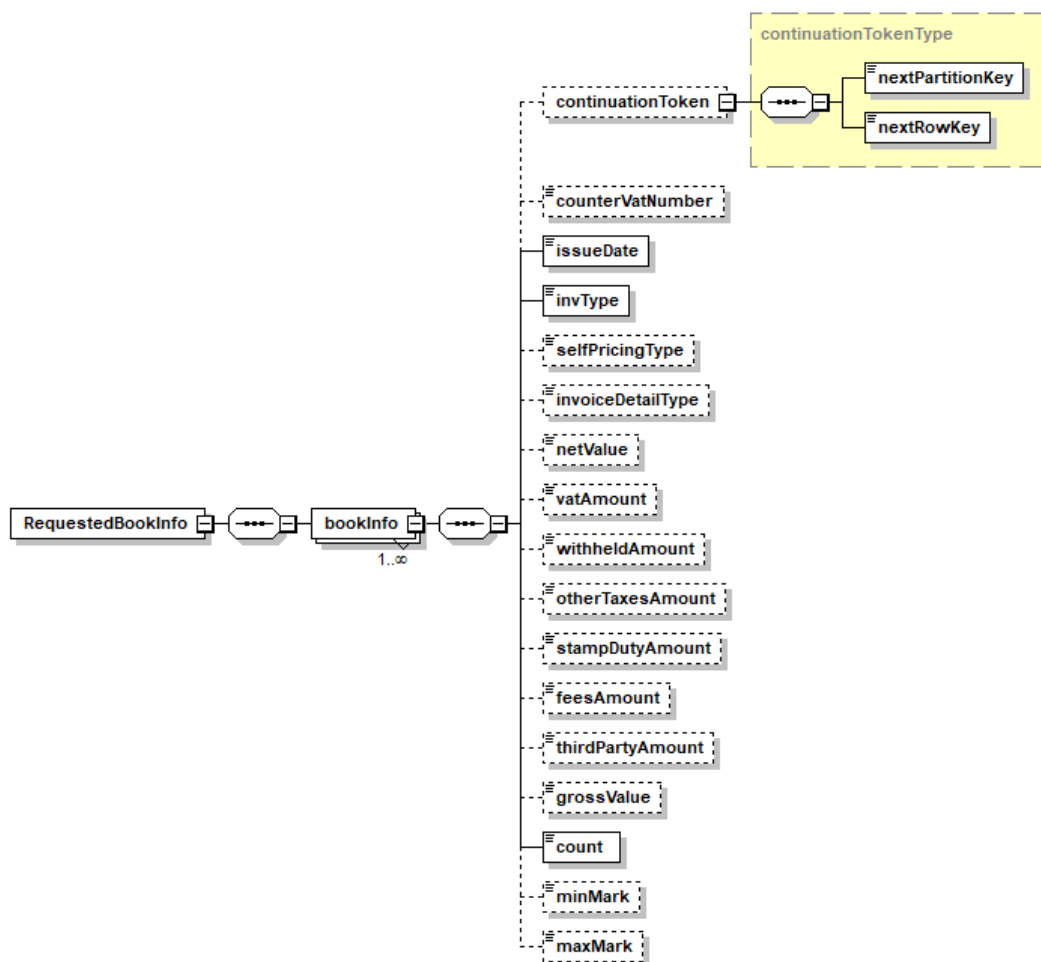 continuationTokenType
nextPartitionKey
continuationToken
nextRowKey
counterVatNumber
issueDate
invType
selfPricingType
invoiceDetailType
netValue
vatAmount
RequestedBookInfo
bookInfo
1..∞
withheldAmount
otherTaxesAmount
stampDutyAmount
feesAmount
thirdPartyAmount
grossValue
count
minMark
maxMark